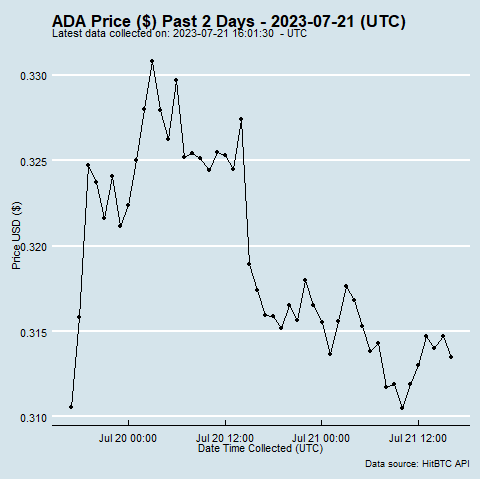 ADA Price ($) Past 2 Days - 2023-07-21 (UTC)
Latest data collected on: 2023-07-21 16:01:30 - UTC
0.330
0.325
0.320
0.315
0.310
Price USD ($)
Jul 20 00:00 Jul 20 12:00 Jul 21 00:00 Jul 21 12:00
Date Time Collected (UTC)
Data source: HitBTC API